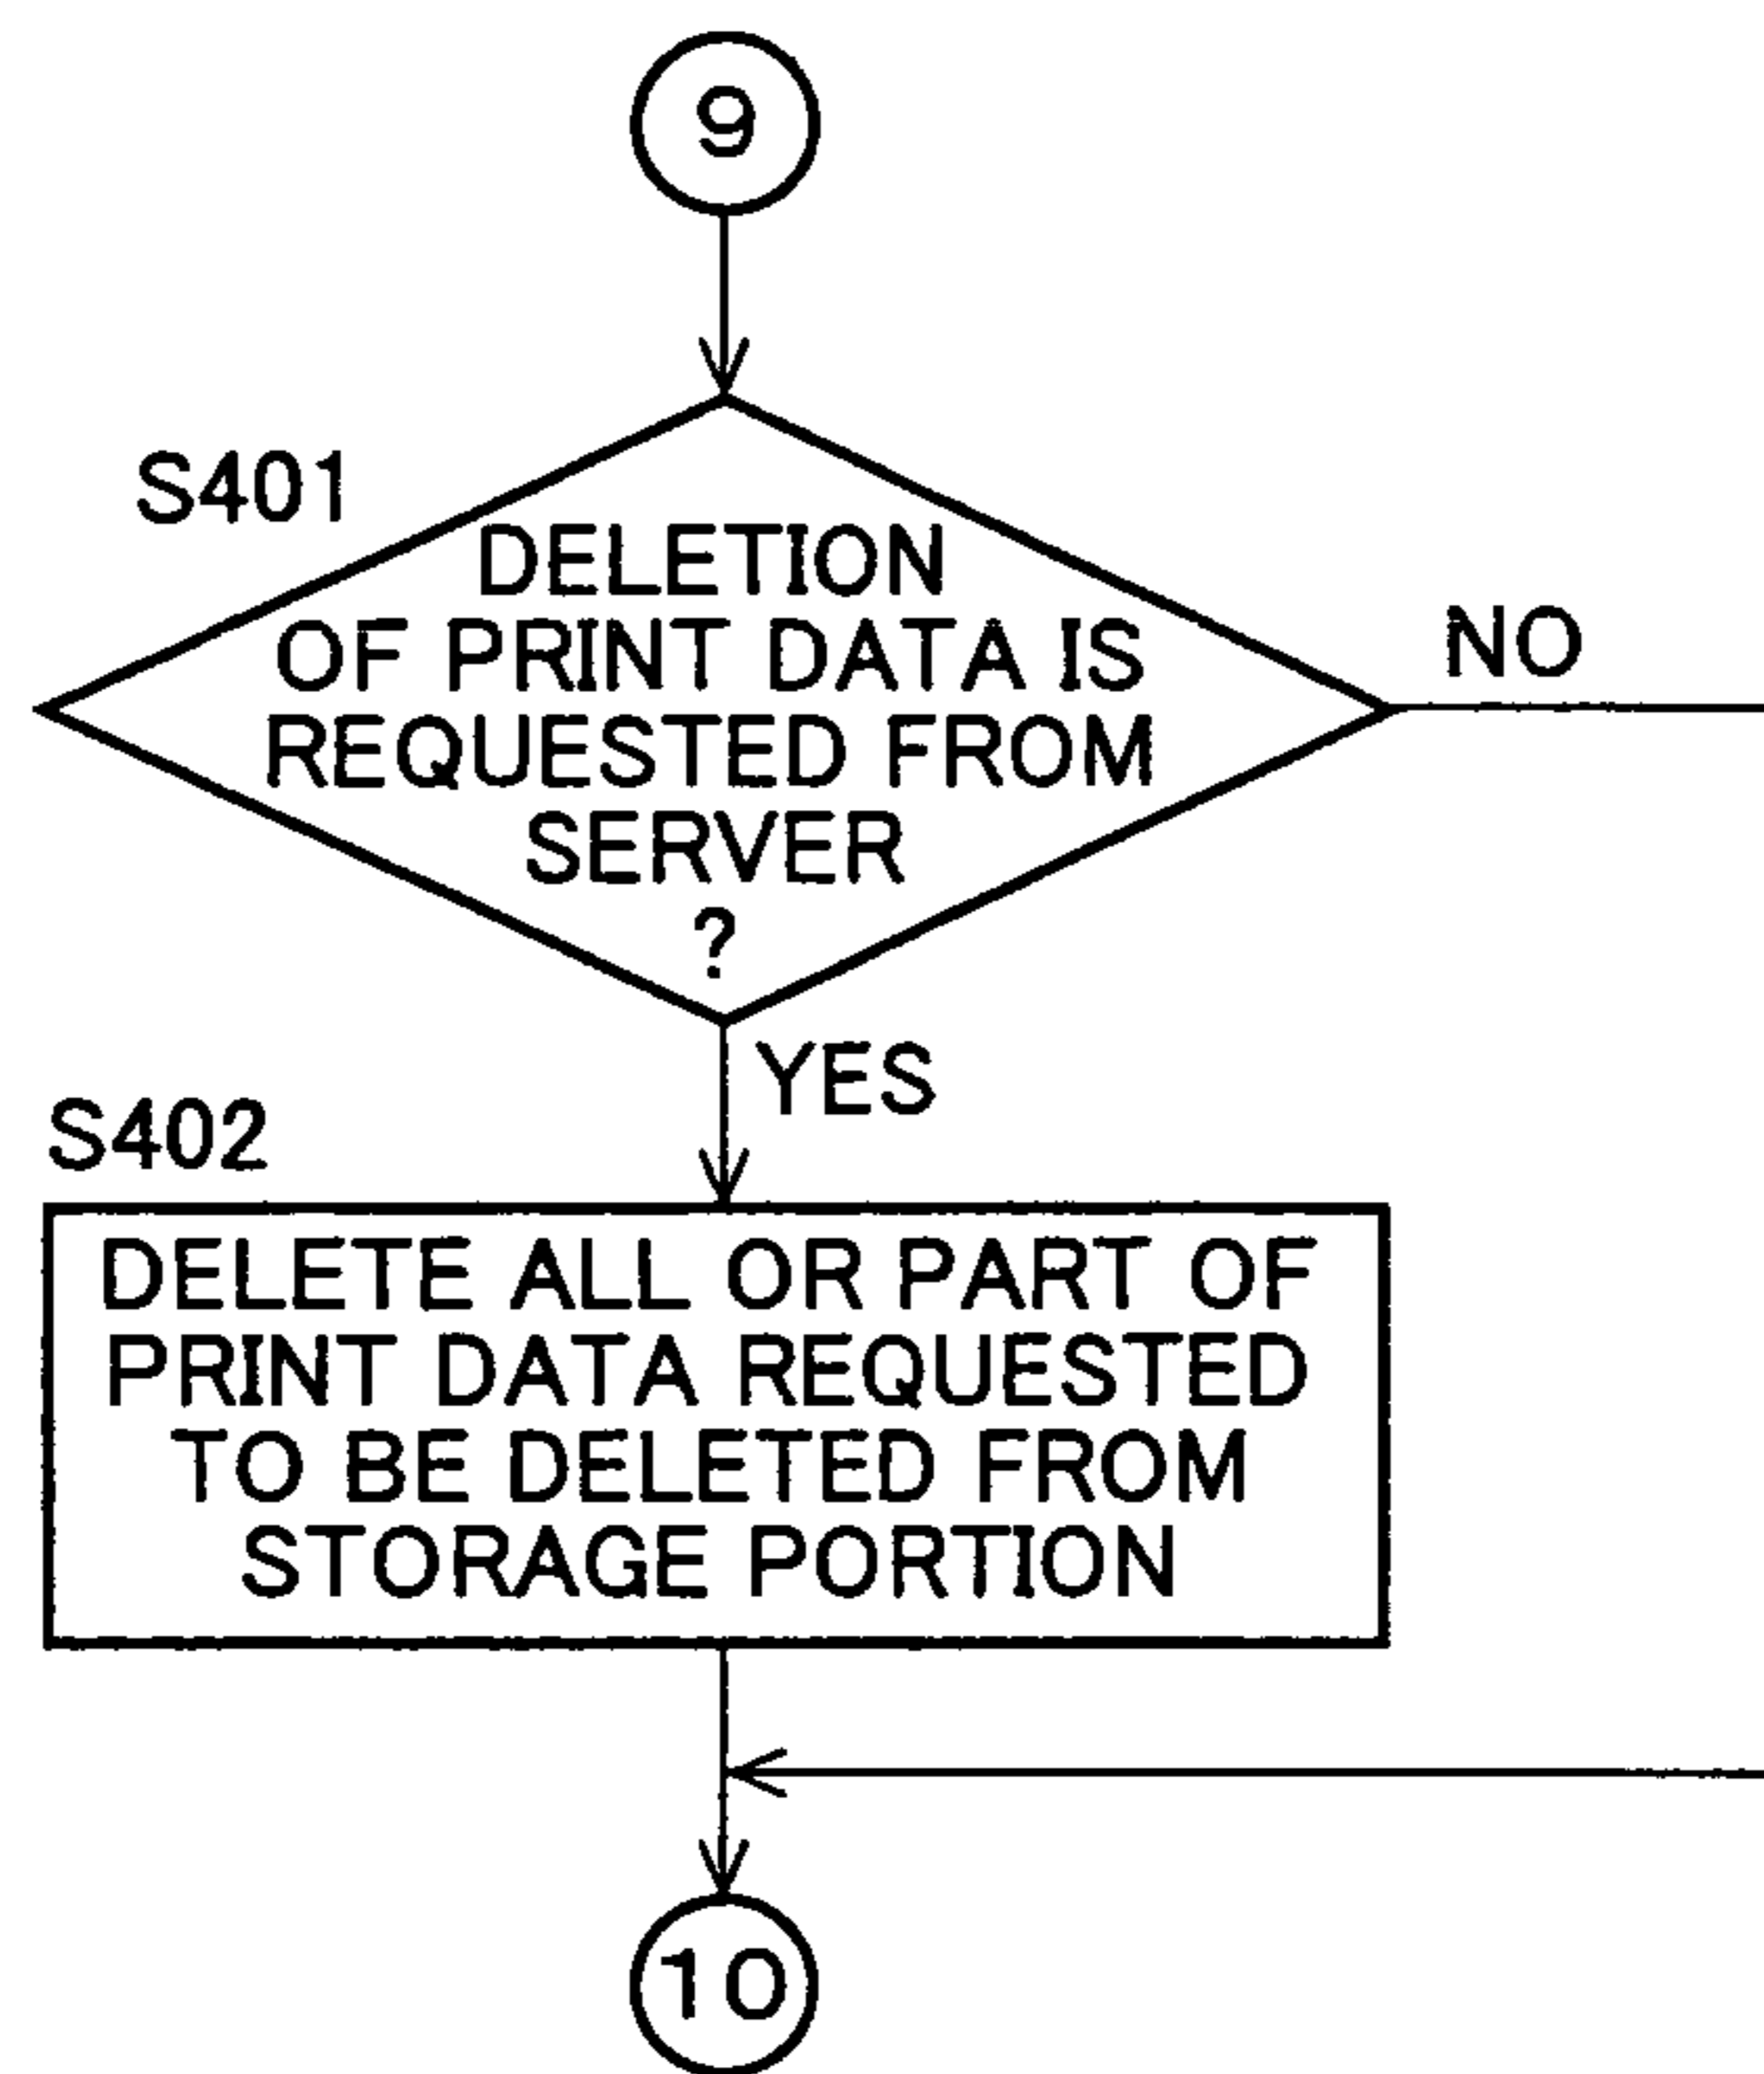 9
S401
DELETION
OF PRINT DATA IS
REQUESTED FROM
SERVER
?
NO
YES
S402
DELETE ALL OR PART OF
PRINT DATA REQUESTED
TO BE DELETED FROM
STORAGE PORTION
10